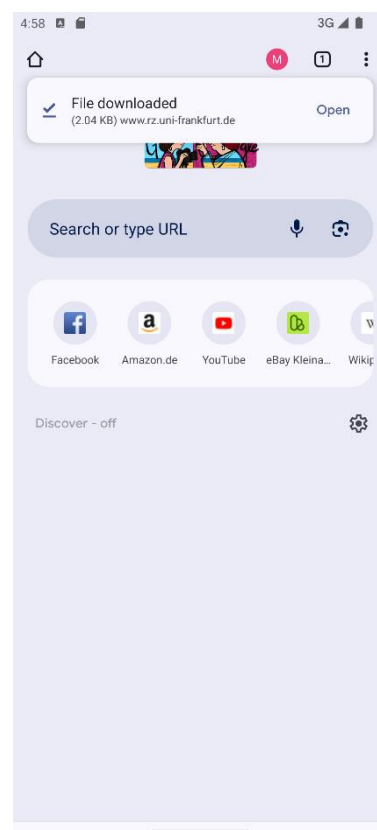 4:58
3G
M
1
File downloaded
(2.04 KB) www.rz.uni-frankfurt.de
Open
Search or type URL
Facebook
Amazon.de
YouTube
eBay Kleina...
Wikip
Discover - off